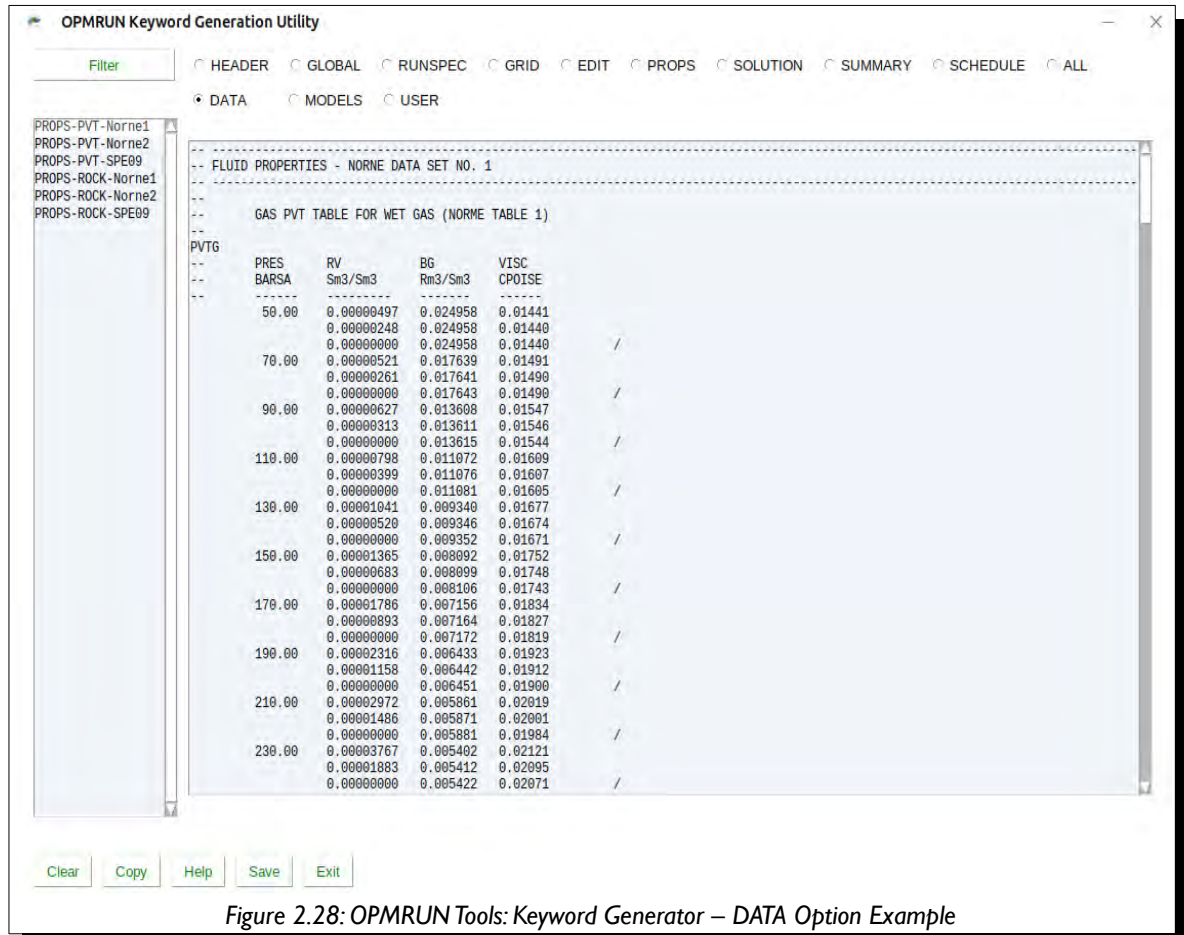 OPMRUN Keyword Generation Utility
Filter
HEADER GLOBAL RUNSPEC GRID EDIT PROPS SOLUTION SUMMARY SCHEDULE ALL
DATA MODELS USER
PROPS-PVT-Norne1
PROPS-PVT-Norne2
PROPS-PVT-SPE09
PROPS-ROCK-Norne1
PROPS-ROCK-Norne2
PROPS-ROCK-SPE09
-- --------------------------------------------------------------------------------
-- FLUID PROPERTIES - NORNE DATA SET NO. 1
-- --------------------------------------------------------------------------------
--
-- GAS PVT TABLE FOR WET GAS (NORME TABLE 1)
--
PVTG
-- PRES RV BG VISC
-- BARSA Sm3/Sm3 Rm3/Sm3 CPOISE
-- ------ --------- ------- ------
50.00 0.00000497 0.024958 0.01441
0.00000248 0.024958 0.01440
0.00000000 0.024958 0.01440 /
70.00 0.00000521 0.017639 0.01491
0.00000261 0.017641 0.01490
0.00000000 0.017643 0.01490 /
90.00 0.00000627 0.013608 0.01547
0.00000313 0.013611 0.01546
0.00000000 0.013615 0.01544 /
110.00 0.00000798 0.011072 0.01609
0.00000399 0.011076 0.01607
0.00000000 0.011081 0.01605 /
130.00 0.00001041 0.009340 0.01677
0.00000520 0.009346 0.01674
0.00000000 0.009352 0.01671 /
150.00 0.00001365 0.008092 0.01752
0.00000683 0.008099 0.01748
0.00000000 0.008106 0.01743 /
170.00 0.00001786 0.007156 0.01834
0.00000893 0.007164 0.01827
0.00000000 0.007172 0.01819 /
190.00 0.00002316 0.006433 0.01923
0.00001158 0.006442 0.01912
0.00000000 0.006451 0.01900 /
210.00 0.00002972 0.005861 0.02019
0.00001486 0.005871 0.02001
0.00000000 0.005881 0.01984 /
230.00 0.00003767 0.005402 0.02121
0.00001883 0.005412 0.02095
0.00000000 0.005422 0.02071 /
Clear Copy Help Save Exit
Figure 2.28: OPMRUN Tools: Keyword Generator – DATA Option Example